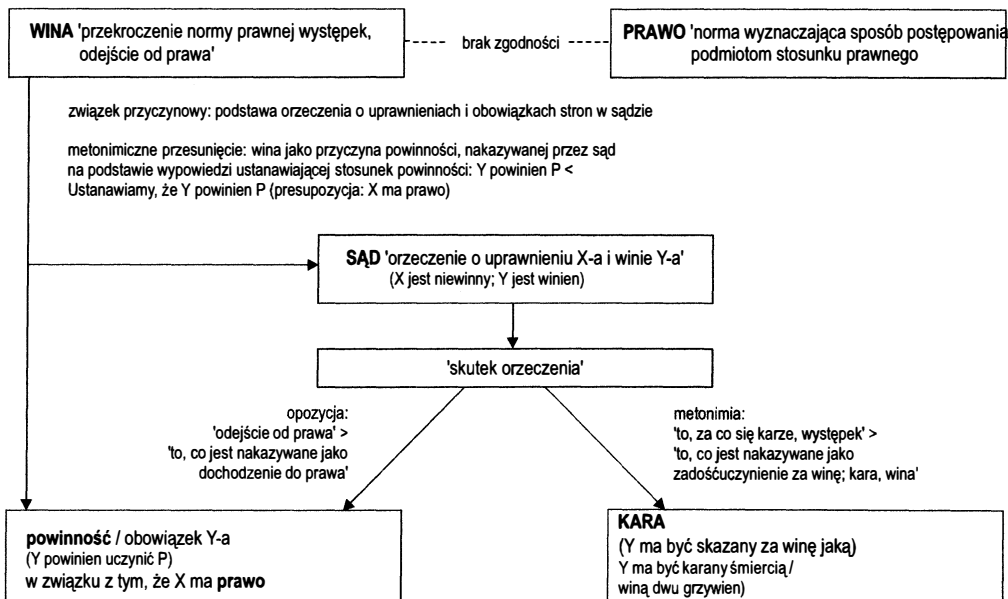 WINA 'przekroczenie normy prawnej występek,
odejście od prawa'
brak zgodności
PRAWO 'norma wyznaczająca sposób postępowania
podmiotom stosunku prawnego
związek przyczynowy: podstawa orzeczenia o uprawnieniach i obowiązkach stron w sądzie
metonimiczne przesunięcie: wina jako przyczyna powinności, nakazywanej przez sąd
na podstawie wypowiedzi ustanawiającej stosunek powinności: Y powinien P <
Ustanawiamy, że Y powinien P (presupozycja: X ma prawo)
SĄD 'orzeczenie o uprawnieniu X-a i winie Y-a'
(X jest niewinny; Y jest winien)
'skutek orzeczenia'
opozycja:
'odejście od prawa' >
'to, co jest nakazywane jako
dochodzenie do prawa'
metonimia:
'to, za co się karze, występek' >
'to, co jest nakazywane jako
zadośćuczynienie za winę; kara, wina'
powinność / obowiązek Y-a
(Y powinien uczynić P)
w związku z tym, że X ma prawo
KARA
(Y ma być skazany za winę jaką)
Y ma być karany śmiercią /
winą dwu grzywien)